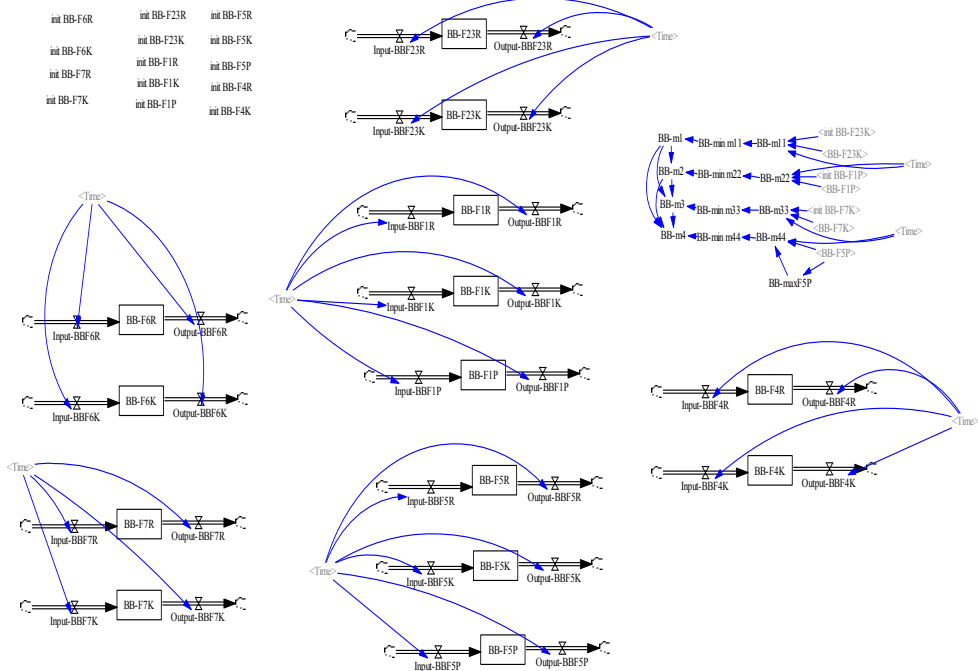 init BB-F6R
init BB-F23R
init BB-F5R
init BB-F6K
init BB-F23K
init BB-F5K
init BB-F7R
init BB-F1R
init BB-F5P
init BB-F7K
init BB-F1K
init BB-F4R
init BB-F1P
init BB-F4K
BB-F23R
Input-BBF23R
Output-BBF23R
<Time>
BB-F23K
Input-BBF23K
Output-BBF23K
BB-m1
BB-min m11
BB-m11
<init BB-F23K>
<BB-F23K>
<Time>
BB-m2
BB-min m22
BB-m22
<init BB-F1P>
<BB-F1P>
BB-m3
BB-min m33
BB-m33
<init BB-F7K>
<BB-F7K>
<Time>
BB-m4
BB-min m44
BB-m44
<BB-F5P>
BB-maxF5P
<Time>
BB-F6R
Input-BBF6R
Output-BBF6R
BB-F6K
Input-BBF6K
Output-BBF6K
<Time>
BB-F1R
Input-BBF1R
Output-BBF1R
BB-F1K
Input-BBF1K
Output-BBF1K
BB-F1P
Input-BBF1P
Output-BBF1P
BB-F4R
Input-BBF4R
Output-BBF4R
<Time>
BB-F4K
Input-BBF4K
Output-BBF4K
<Time>
BB-F7R
Input-BBF7R
Output-BBF7R
BB-F7K
Input-BBF7K
Output-BBF7K
<Time>
BB-F5R
Input-BBF5R
Output-BBF5R
BB-F5K
Input-BBF5K
Output-BBF5K
BB-F5P
Input-BBF5P
Output-BBF5P